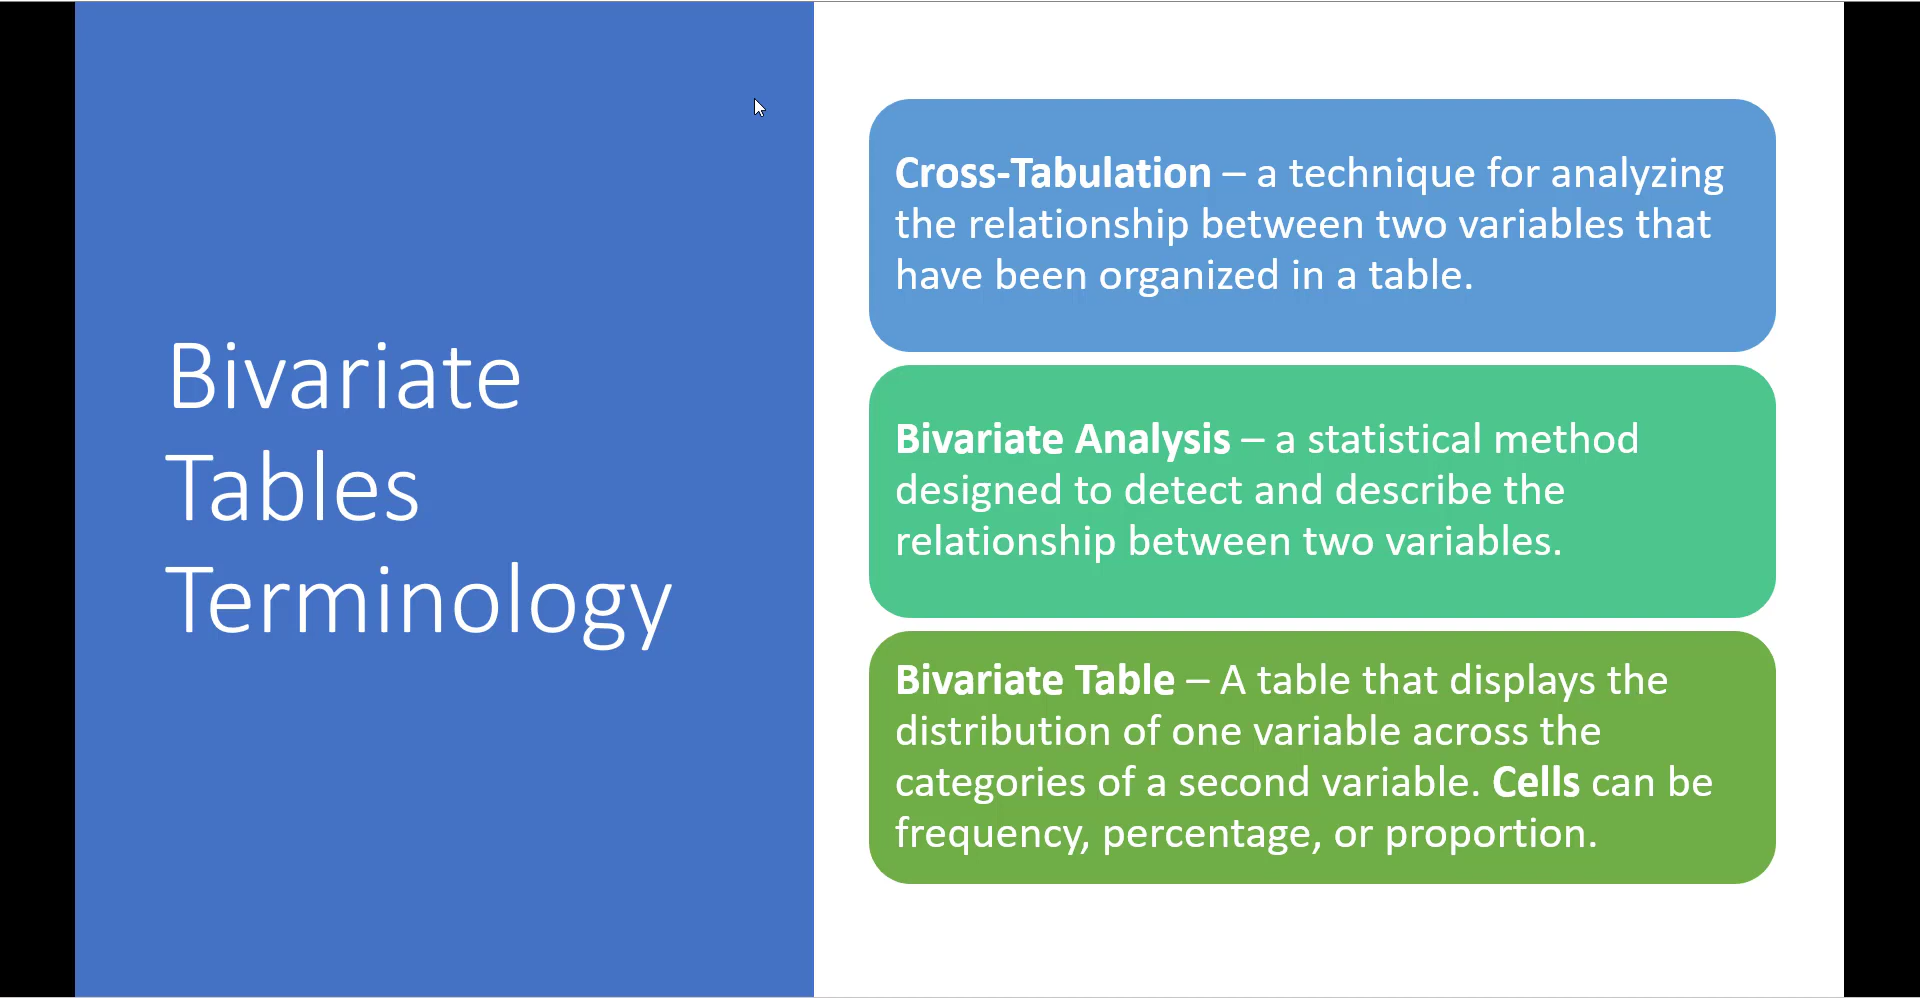 Bivariate
Tables
Terminology
Cross-Tabulation – a technique for analyzing
the relationship between two variables that
have been organized in a table.
Bivariate Analysis – a statistical method
designed to detect and describe the
relationship between two variables.
Bivariate Table – A table that displays the
distribution of one variable across the
categories of a second variable. Cells can be
frequency, percentage, or proportion.